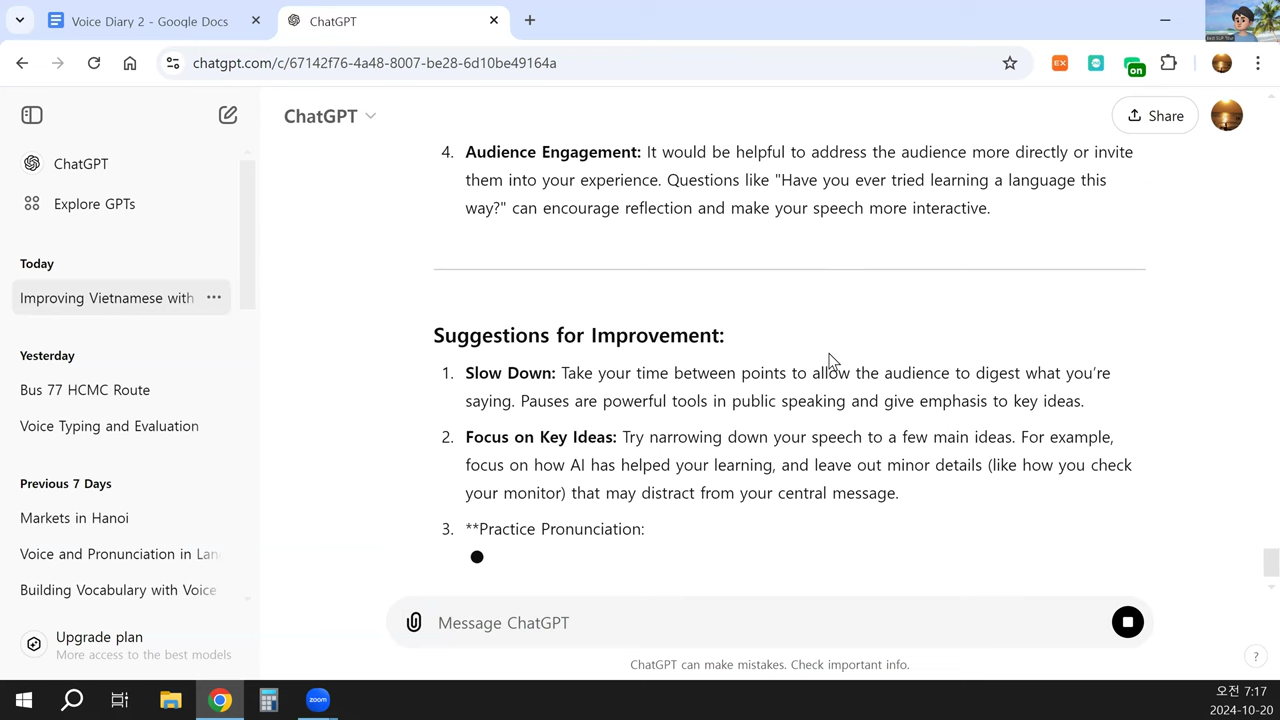 Voice Diary 2 - Google Docs
ChatGPT
chatgpt.com/c/67142f76-4a48-8007-be28-6d10be49164a
EX
on
ChatGPT
Share
ChatGPT
Explore GPTs
Today
Improving Vietnamese with
Yesterday
Bus 77 HCMC Route
Voice Typing and Evaluation
Previous 7 Days
Markets in Hanoi
Voice and Pronunciation in Lan
Building Vocabulary with Voice
Upgrade plan
More access to the best models
4. Audience Engagement: It would be helpful to address the audience more directly or invite
them into your experience. Questions like "Have you ever tried learning a language this
way?" can encourage reflection and make your speech more interactive.
Suggestions for Improvement:
1. Slow Down: Take your time between points to allow the audience to digest what you're
saying. Pauses are powerful tools in public speaking and give emphasis to key ideas.
2. Focus on Key Ideas: Try narrowing down your speech to a few main ideas. For example,
focus on how AI has helped your learning, and leave out minor details (like how you check
your monitor) that may distract from your central message.
3. **Practice Pronunciation:
Message ChatGPT
ChatGPT can make mistakes. Check important info.
?
zoom
오전 7:17
2024-10-20